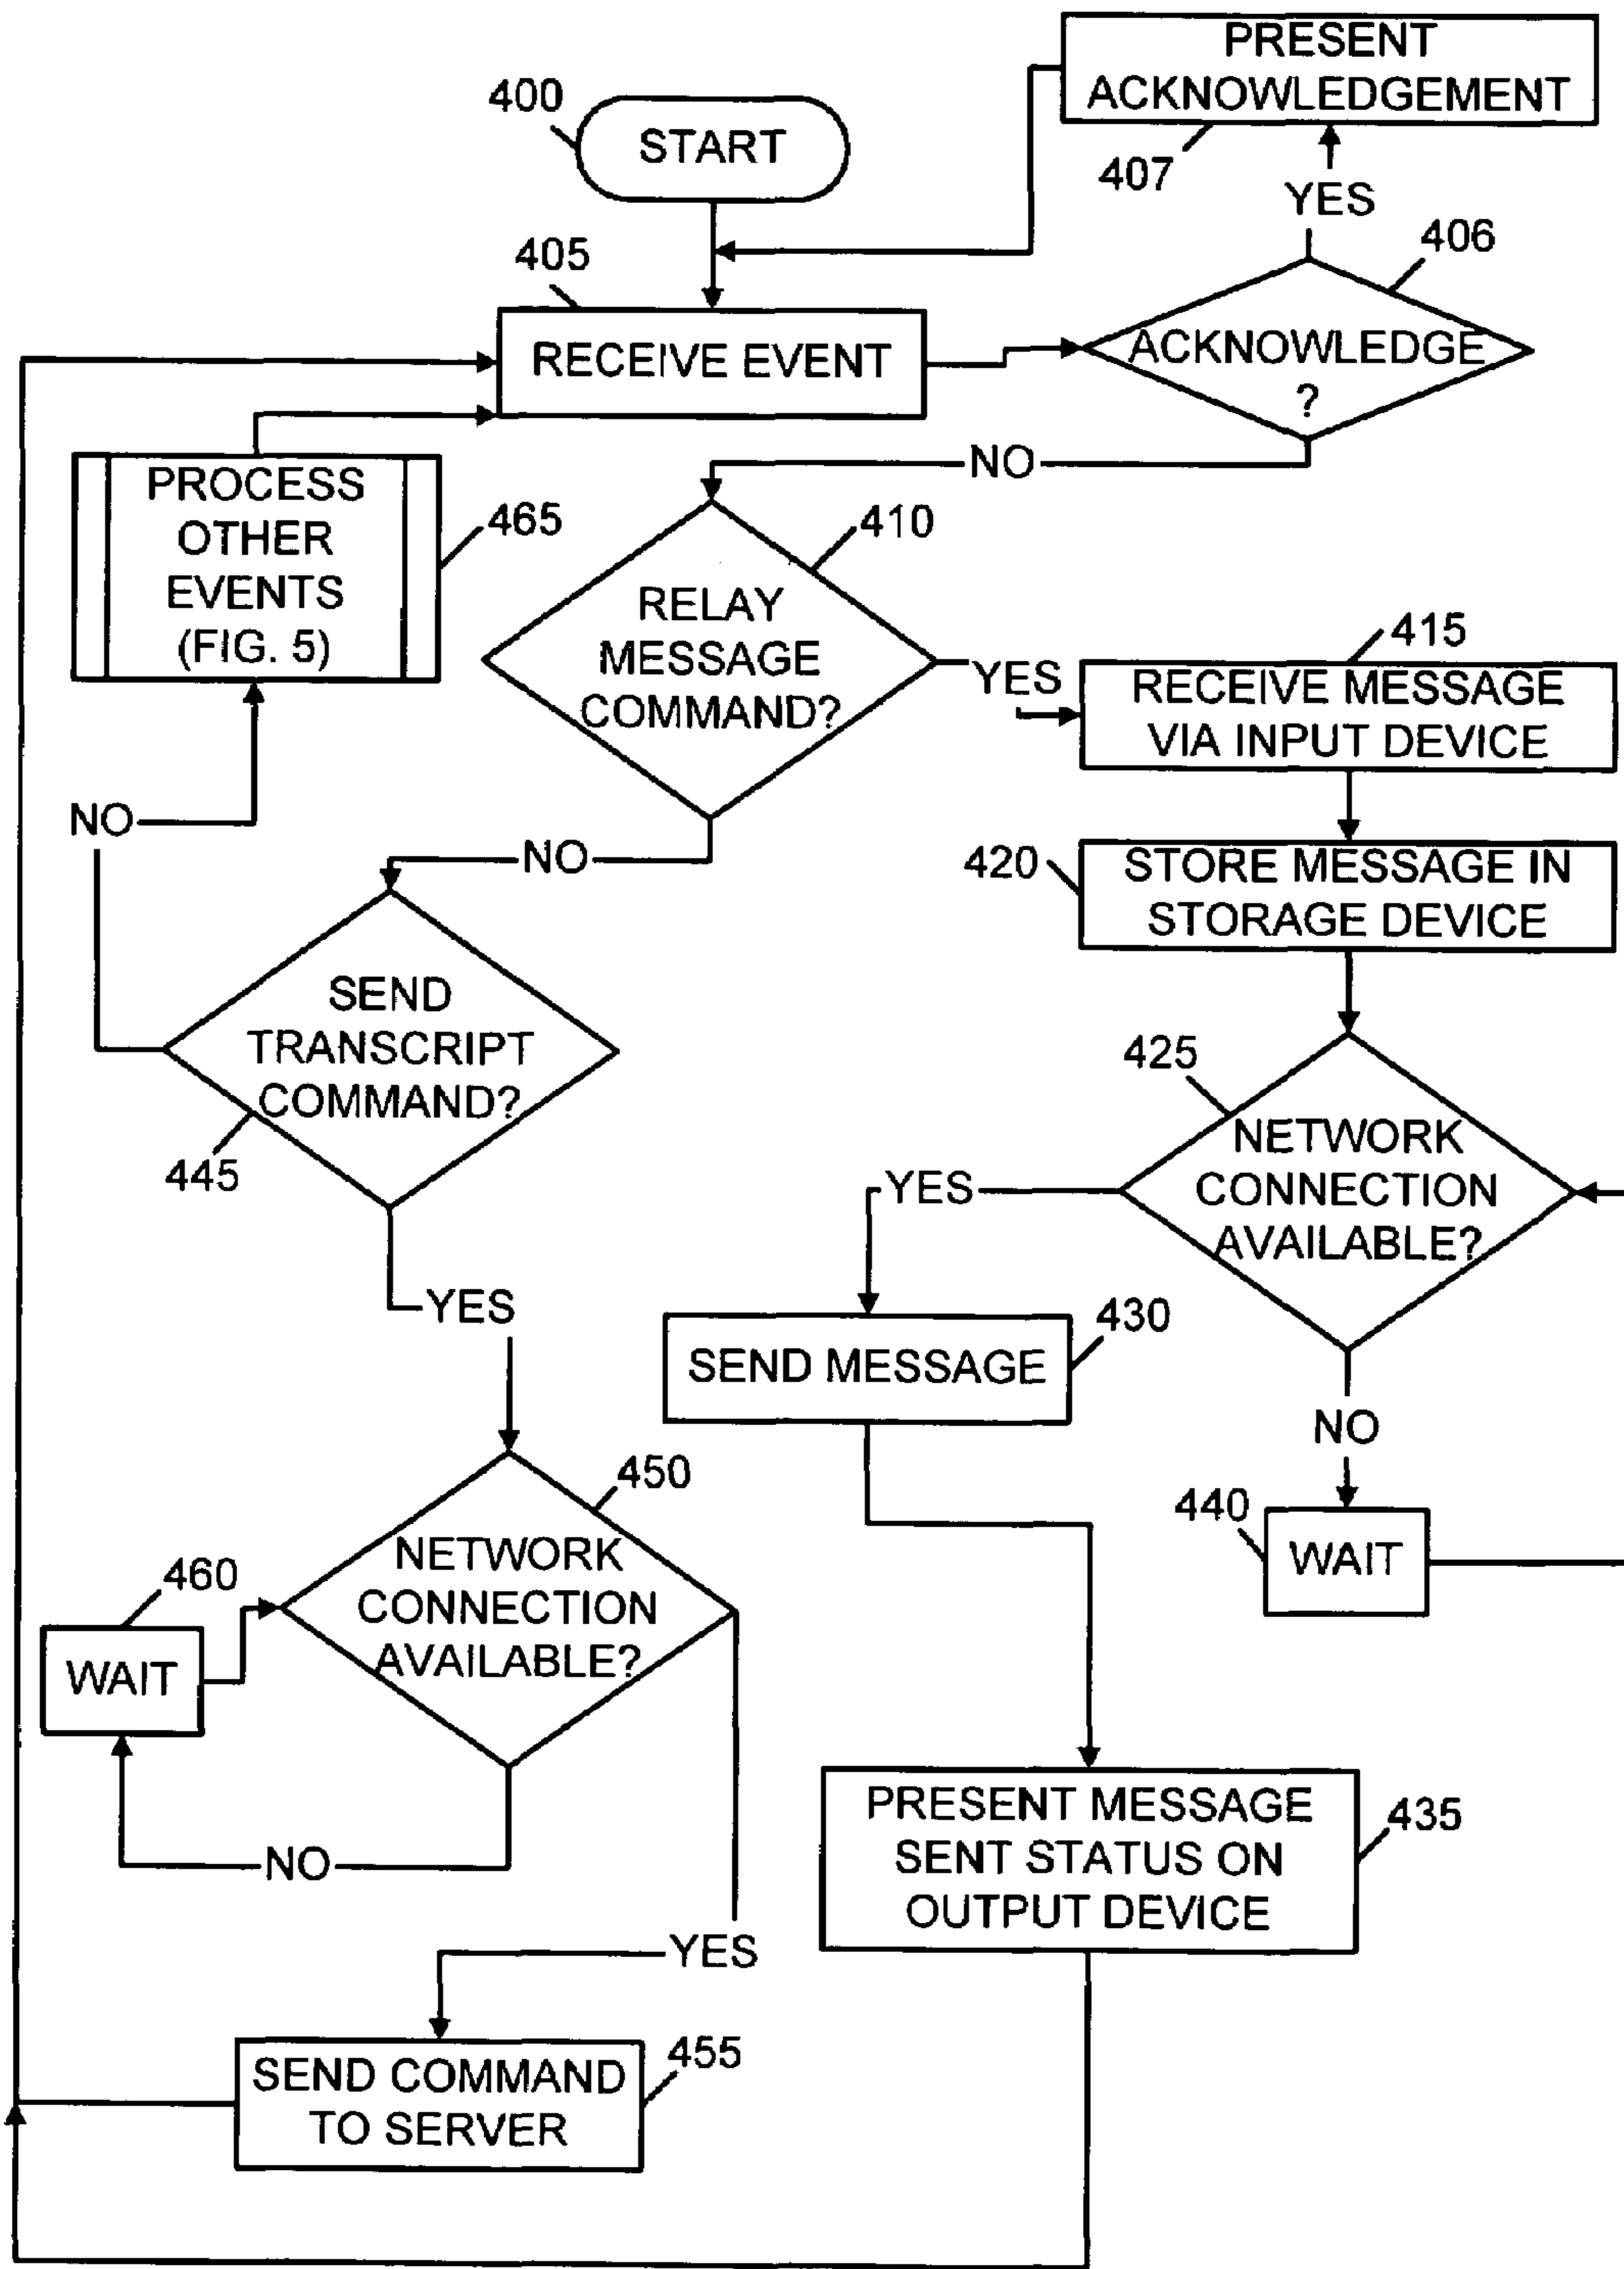 PRESENT
ACKNOWLEDGEMENT
407
400
START
YES
406
405
RECEIVE EVENT
ACKNOWLEDGE
?
NO
PROCESS
OTHER
EVENTS
(FIG. 5)
465
410
RELAY
MESSAGE
COMMAND?
YES
415
RECEIVE MESSAGE
VIA INPUT DEVICE
NO
NO
420
STORE MESSAGE IN
STORAGE DEVICE
SEND
TRANSCRIPT
COMMAND?
445
425
NETWORK
CONNECTION
AVAILABLE?
YES
YES
430
SEND MESSAGE
NO
450
NETWORK
CONNECTION
AVAILABLE?
440
WAIT
460
WAIT
NO
YES
PRESENT MESSAGE
SENT STATUS ON
OUTPUT DEVICE
435
SEND COMMAND
TO SERVER
455